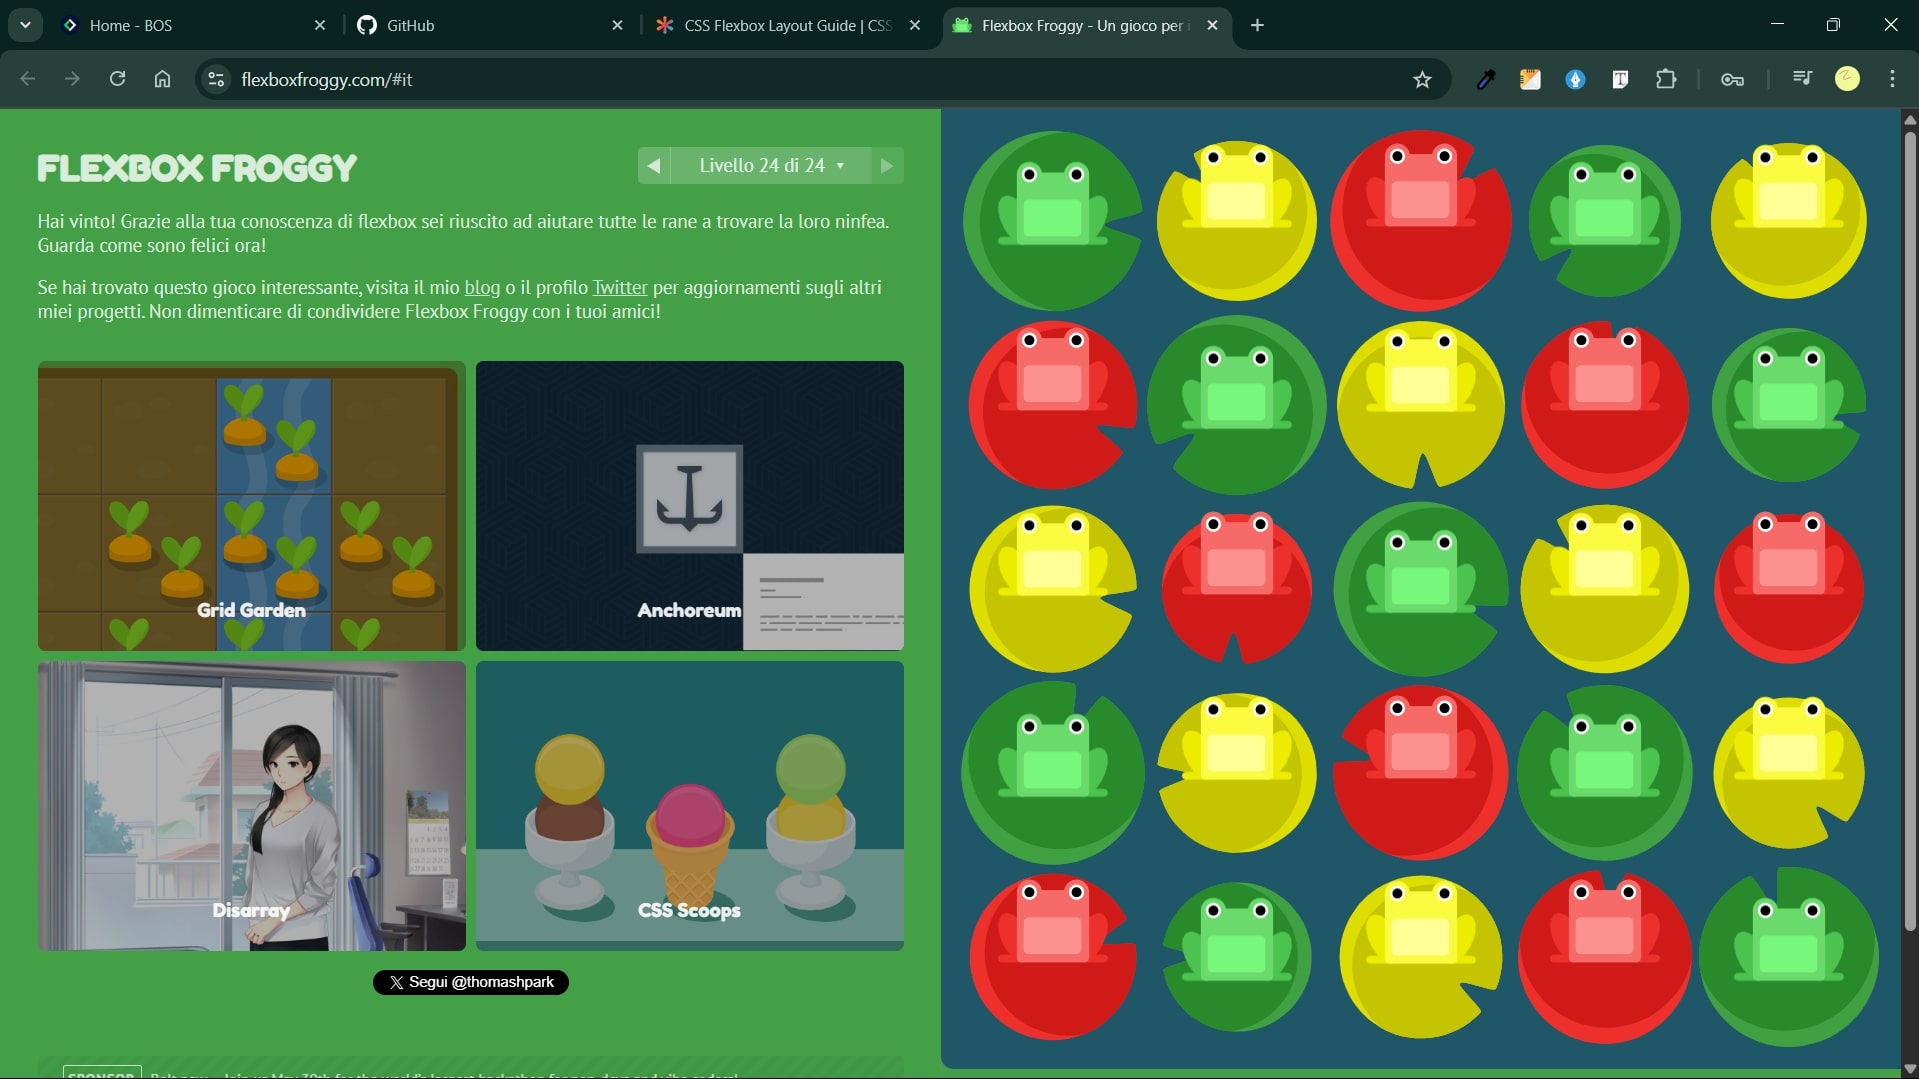 Home - BOS
GitHub
CSS Flexbox Layout Guide | CSS
Flexbox Froggy - Un gioco per i
flexboxfroggy.com/#it
FLEXBOX FROGGY
Livello 24 di 24
Hai vinto! Grazie alla tua conoscenza di flexbox sei riuscito ad aiutare tutte le rane a trovare la loro ninfea.
Guarda come sono felici ora!
Se hai trovato questo gioco interessante, visita il mio blog o il profilo Twitter per aggiornamenti sugli altri
miei progetti. Non dimenticare di condividere Flexbox Froggy con i tuoi amici!
Grid Garden
Anchoreum
Disarray
CSS Scoops
Segui @thomashpark
SPONSOR